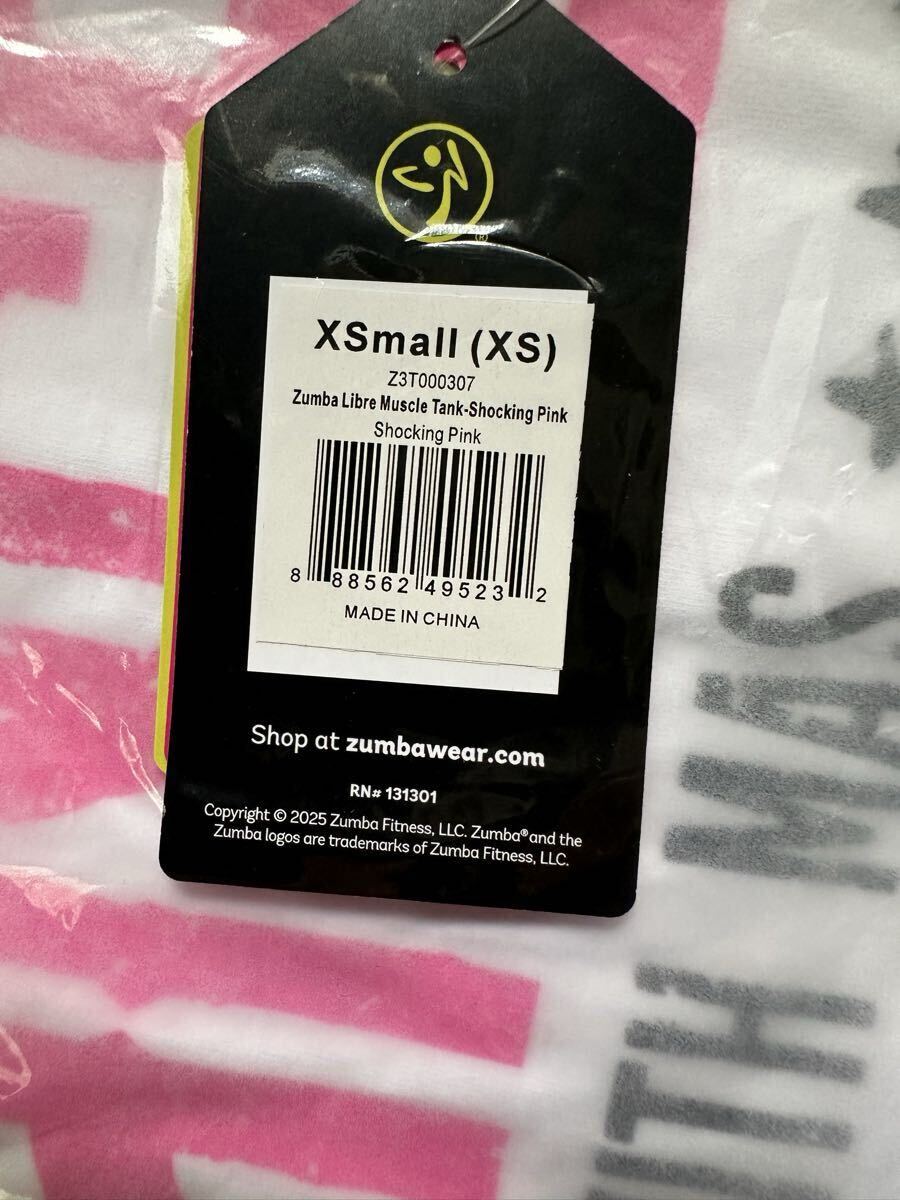 XSmall (XS)
Z3T000307
Zumba Libre Muscle Tank-Shocking Pink
Shocking Pink
8 88562 49523 2
MADE IN CHINA
Shop at zumbawear.com
RN# 131301
Copyright © 2025 Zumba Fitness, LLC. Zumba® and the
Zumba logos are trademarks of Zumba Fitness, LLC.
®
MÁS